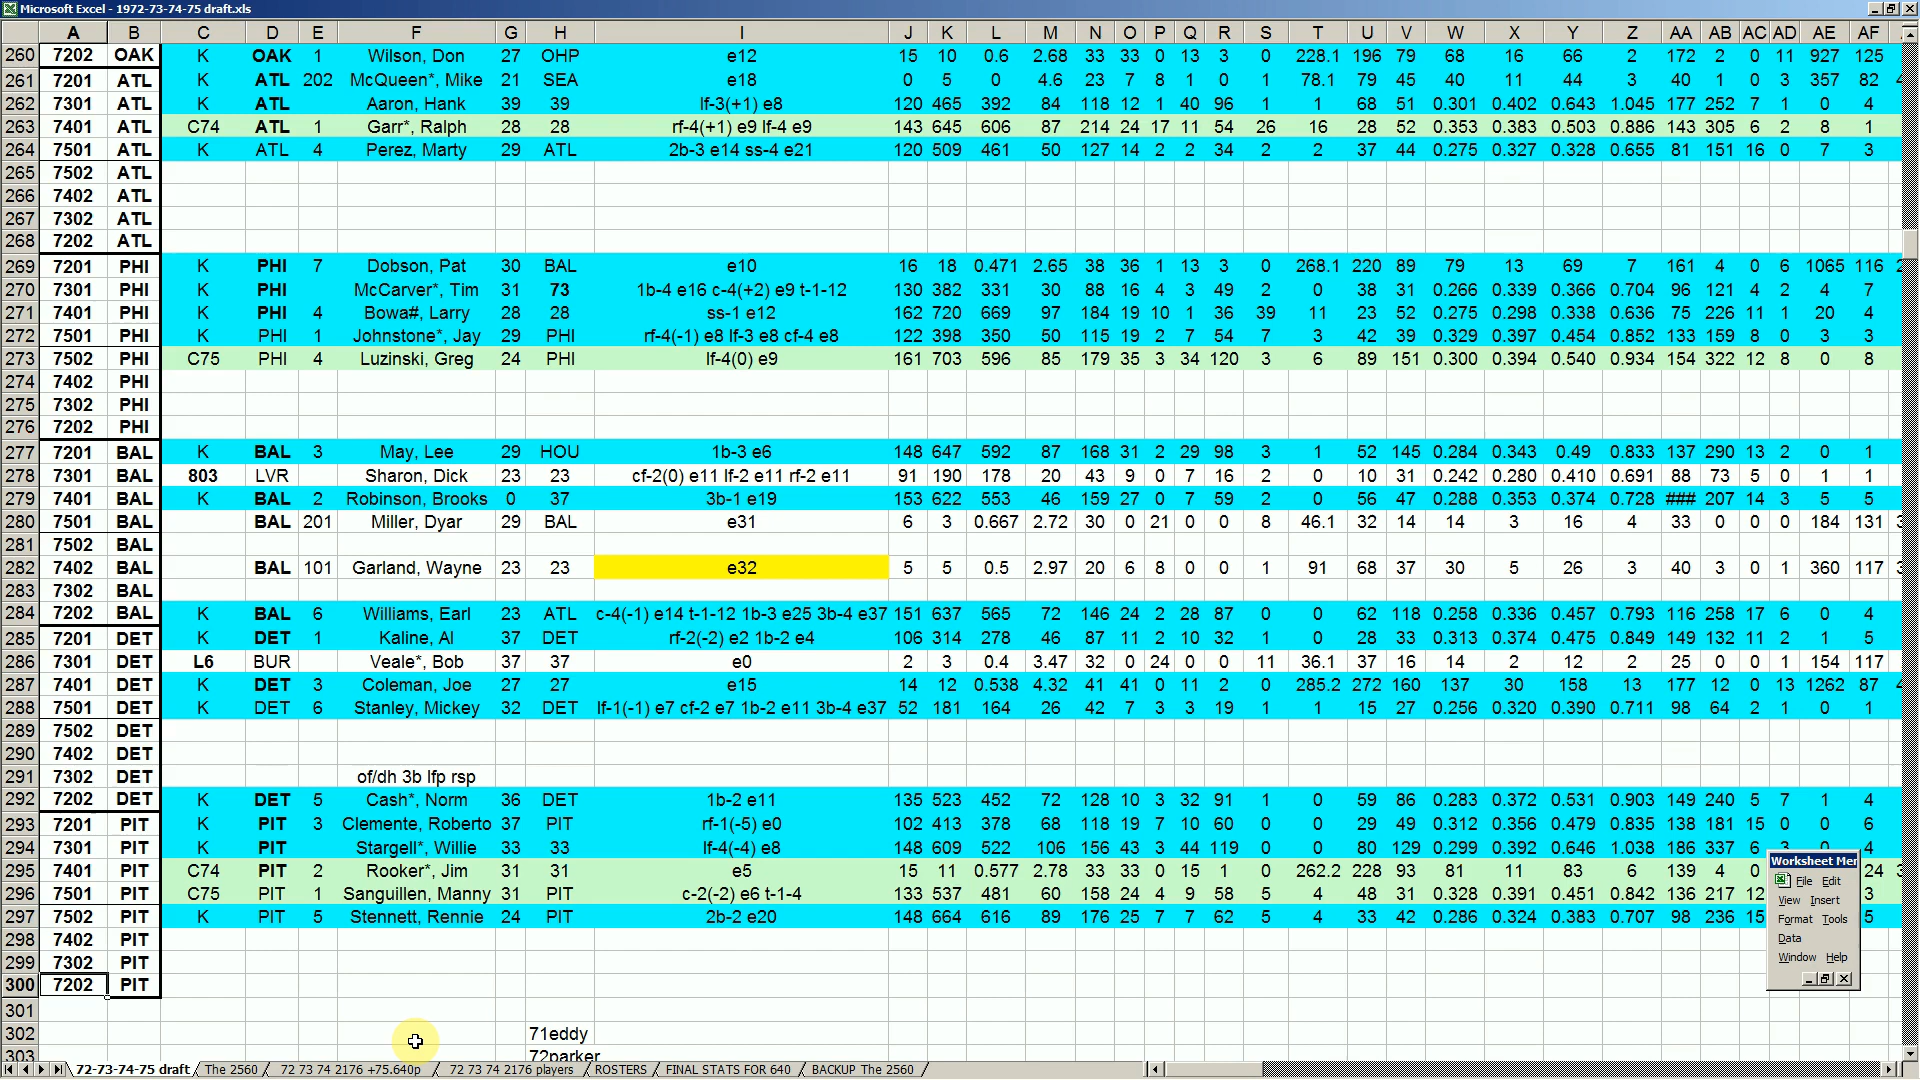 Microsoft Excel - 1972-73-74-75 draft.xls
A B C D E F G H I J K L M N O P Q R S T U V W X Y Z AA AB AC AD AE AF
260 7202 OAK K OAK 1 Wilson, Don 27 OHP e12 15 10 0.6 2.68 33 33 0 13 3 0 228.1 196 79 68 16 66 2 172 2 0 11 927 125
261 7201 ATL K ATL 202 McQueen*, Mike 21 SEA e18 0 5 0 4.6 23 7 8 1 0 1 78.1 79 45 40 11 44 3 40 1 0 3 357 82
262 7301 ATL K ATL Aaron, Hank 39 39 lf-3(+1) e8 120 465 392 84 118 12 1 40 96 1 1 68 51 0.301 0.402 0.643 1.045 177 252 7 1 0 4
263 7401 ATL C74 ATL 1 Garr*, Ralph 28 28 rf-4(+1) e9 lf-4 e9 143 645 606 87 214 24 17 11 54 26 16 28 52 0.353 0.383 0.503 0.886 143 305 6 2 8 1
264 7501 ATL K ATL 4 Perez, Marty 29 ATL 2b-3 e14 ss-4 e21 120 509 461 50 127 14 2 2 34 2 2 37 44 0.275 0.327 0.328 0.655 81 151 16 0 7 3
265 7502 ATL
266 7402 ATL
267 7302 ATL
268 7202 ATL
269 7201 PHI K PHI 7 Dobson, Pat 30 BAL e10 16 18 0.471 2.65 38 36 1 13 3 0 268.1 220 89 79 13 69 7 161 4 0 6 1065 116
270 7301 PHI K PHI McCarver*, Tim 31 73 1b-4 e16 c-4(+2) e9 t-1-12 130 382 331 30 88 16 4 3 49 2 0 38 31 0.266 0.339 0.366 0.704 96 121 4 2 4 7
271 7401 PHI K PHI 4 Bowa#, Larry 28 28 ss-1 e12 162 720 669 97 184 19 10 1 36 39 11 23 52 0.275 0.298 0.338 0.636 75 226 11 1 20 4
272 7501 PHI K PHI 1 Johnstone*, Jay 29 PHI rf-4(-1) e8 lf-3 e8 cf-4 e8 122 398 350 50 115 19 2 7 54 7 3 42 39 0.329 0.397 0.454 0.852 133 159 8 0 3 3
273 7502 PHI C75 PHI 4 Luzinski, Greg 24 PHI lf-4(0) e9 161 703 596 85 179 35 3 34 120 3 6 89 151 0.300 0.394 0.540 0.934 154 322 12 8 0 8
274 7402 PHI
275 7302 PHI
276 7202 PHI
277 7201 BAL K BAL 3 May, Lee 29 HOU 1b-3 e6 148 647 592 87 168 31 2 29 98 3 1 52 145 0.284 0.343 0.49 0.833 137 290 13 2 0 1
278 7301 BAL 803 LVR Sharon, Dick 23 23 cf-2(0) e11 lf-2 e11 rf-2 e11 91 190 178 20 43 9 0 7 16 2 0 10 31 0.242 0.280 0.410 0.691 88 73 5 0 1 1
279 7401 BAL K BAL 2 Robinson, Brooks 0 37 3b-1 e19 153 622 553 46 159 27 0 7 59 2 0 56 47 0.288 0.353 0.374 0.728 ### 207 14 3 5 5
280 7501 BAL BAL 201 Miller, Dyar 29 BAL e31 6 3 0.667 2.72 30 0 21 0 0 8 46.1 32 14 14 3 16 4 33 0 0 0 184 131
281 7502 BAL
282 7402 BAL BAL 101 Garland, Wayne 23 23 e32 5 5 0.5 2.97 20 6 8 0 0 1 91 68 37 30 5 26 3 40 3 0 1 360 117
283 7302 BAL
284 7202 BAL K BAL 6 Williams, Earl 23 ATL c-4(-1) e14 t-1-12 1b-3 e25 3b-4 e37 151 637 565 72 146 24 2 28 87 0 0 62 118 0.258 0.336 0.457 0.793 116 258 17 6 0 4
285 7201 DET K DET 1 Kaline, Al 37 DET rf-2(-2) e2 1b-2 e4 106 314 278 46 87 11 2 10 32 1 0 28 33 0.313 0.374 0.475 0.849 149 132 11 2 1 5
286 7301 DET L6 BUR Veale*, Bob 37 37 e0 2 3 0.4 3.47 32 0 24 0 0 11 36.1 37 16 14 2 12 2 25 0 0 1 154 117
287 7401 DET K DET 3 Coleman, Joe 27 27 e15 14 12 0.538 4.32 41 41 0 11 2 0 285.2 272 160 137 30 158 13 177 12 0 13 1262 87
288 7501 DET K DET 6 Stanley, Mickey 32 DET lf-1(-1) e7 cf-2 e7 1b-2 e11 3b-4 e37 52 181 164 26 42 7 3 3 19 1 1 15 27 0.256 0.320 0.390 0.711 98 64 2 1 0 1
289 7502 DET
290 7402 DET
291 7302 DET of/dh 3b lfp rsp
292 7202 DET K DET 5 Cash*, Norm 36 DET 1b-2 e11 135 523 452 72 128 10 3 32 91 1 0 59 86 0.283 0.372 0.531 0.903 149 240 5 7 1 4
293 7201 PIT K PIT 3 Clemente, Roberto 37 PIT rf-1(-5) e0 102 413 378 68 118 19 7 10 60 0 0 29 49 0.312 0.356 0.479 0.835 138 181 15 0 0 6
294 7301 PIT K PIT Stargell*, Willie 33 33 lf-4(-4) e8 148 609 522 106 156 43 3 44 119 0 0 80 129 0.299 0.392 0.646 1.038 186 337 6 3 0 4
295 7401 PIT C74 PIT 2 Rooker*, Jim 31 31 e5 15 11 0.577 2.78 33 33 0 15 1 0 262.2 228 93 81 11 83 6 139 4 0 24
296 7501 PIT C75 PIT 1 Sanguillen, Manny 31 PIT c-2(-2) e6 t-1-4 133 537 481 60 158 24 4 9 58 5 4 48 31 0.328 0.391 0.451 0.842 136 217 12 3
297 7502 PIT K PIT 5 Stennett, Rennie 24 PIT 2b-2 e20 148 664 616 89 176 25 7 7 62 5 4 33 42 0.286 0.324 0.383 0.707 98 236 15 5
298 7402 PIT
299 7302 PIT
300 7202 PIT
301
302 71eddy
303 72parker
Worksheet Mer
File Edit
View Insert
Format Tools
Data
Window Help
72-73-74-75 draft The 2560 72 73 74 2176 +75.640p 72 73 74 2176 players ROSTERS FINAL STATS FOR 640 BACKUP The 2560